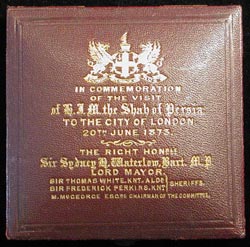 IN COMMEMORATION
OF THE VISIT
of H.I.M. the Shah of Persia
TO THE CITY OF LONDON
20TH JUNE 1873.
THE RIGHT HONBLE
Sir Sydney H. Waterlow, Bart. M.P.
LORD MAYOR.
SIR THOMAS WHITE, KNT. ALDN
SIR FREDERICK PERKINS, KNT
SHERIFFS.
M. McGEORGE ESQRE CHAIRMAN OF THE COMMITTEE.